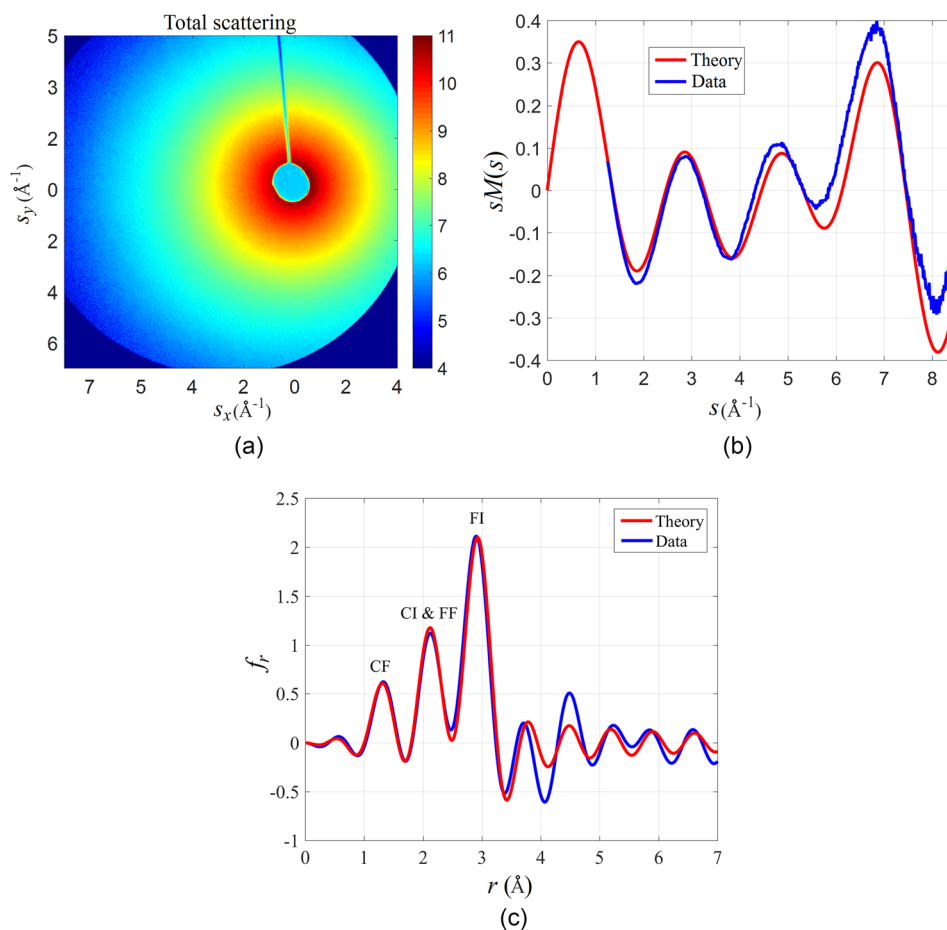 Total scattering
5
3
2
0
2
4
6
s_y (Å⁻¹)
7 4 2 0 2 4
s_x(Å⁻¹)
11
10
9
8
7
6
5
4
(a)
0.4
0.3
0.2
0.1
0
-0.1
-0.2
-0.3
-0.4
sM(s)
Theory
Data
0 1 2 3 4 5 6 7 8
s(Å⁻¹)
(b)
2.5
2
1.5
1
0.5
0
-0.5
-1
f_r
FI
CI & FF
CF
Theory
Data
0 1 2 3 4 5 6 7
r (Å)
(c)